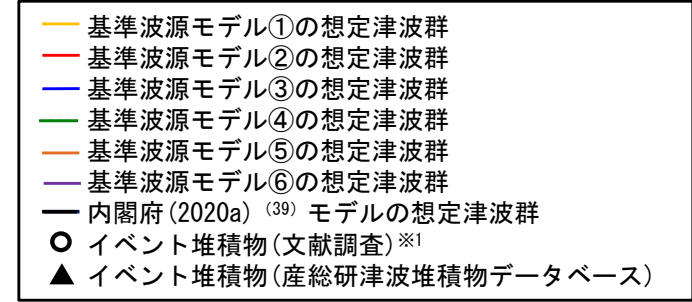 基準波源モデル①の想定津波群
基準波源モデル②の想定津波群
基準波源モデル③の想定津波群
基準波源モデル④の想定津波群
基準波源モデル⑤の想定津波群
基準波源モデル⑥の想定津波群
内閣府(2020a)⁽³⁹⁾モデルの想定津波群
イベント堆積物(文献調査)※1
イベント堆積物(産総研津波堆積物データベース)